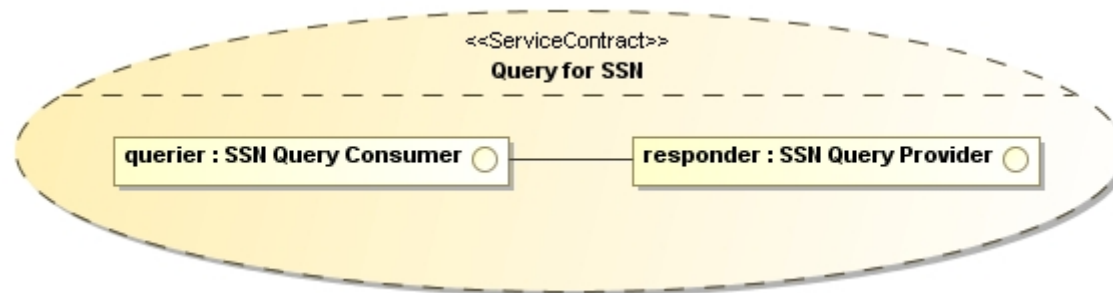 <<ServiceContract>>
Query for SSN
querier : SSN Query Consumer
responder : SSN Query Provider